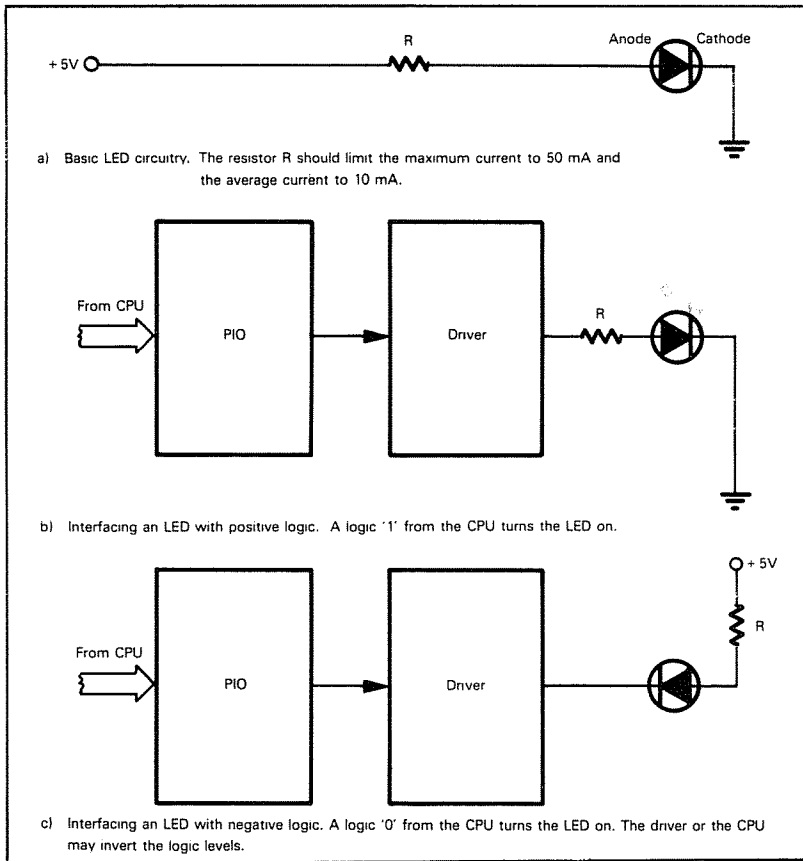 R
Anode Cathode
+ 5V
a) Basic LED circuitry. The resistor R should limit the maximum current to 50 mA and
the average current to 10 mA.
From CPU
PIO
Driver
R
b) Interfacing an LED with positive logic. A logic '1' from the CPU turns the LED on.
+ 5V
R
From CPU
PIO
Driver
c) Interfacing an LED with negative logic. A logic '0' from the CPU turns the LED on. The driver or the CPU
may invert the logic levels.